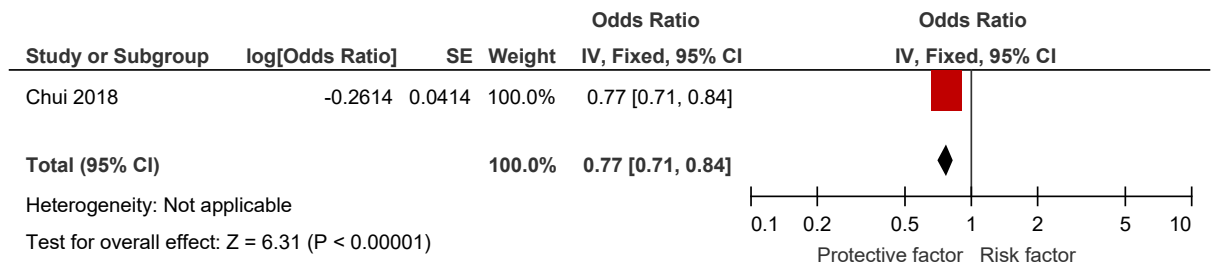 Odds Ratio Odds Ratio
Study or Subgroup log[Odds Ratio] SE Weight IV, Fixed, 95% CI IV, Fixed, 95% CI
Chui 2018 -0.2614 0.0414 100.0% 0.77 [0.71, 0.84]
Total (95% CI) 100.0% 0.77 [0.71, 0.84]
Heterogeneity: Not applicable
Test for overall effect: Z = 6.31 (P < 0.00001)
0.1 0.2 0.5 1 2 5 10
Protective factor Risk factor